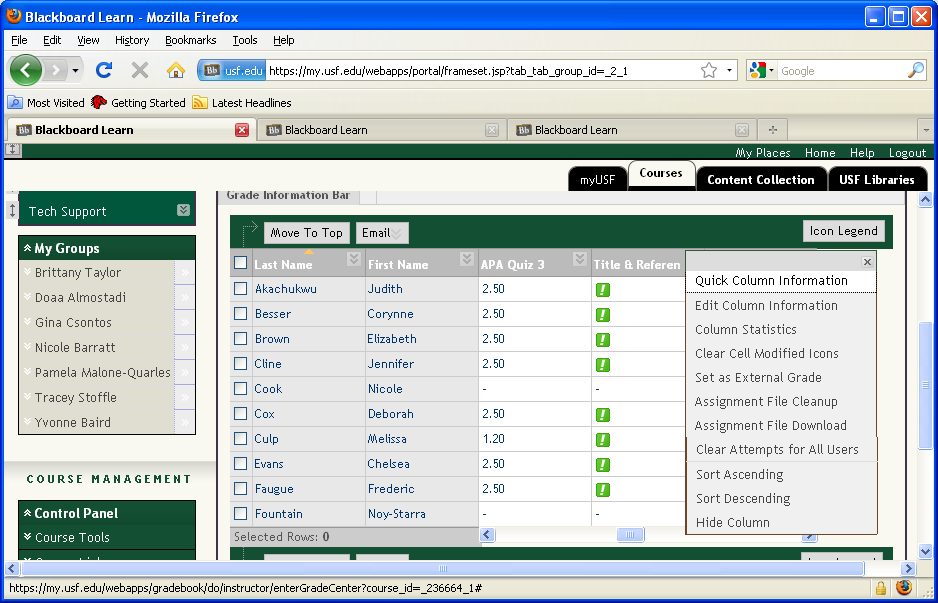 Blackboard Learn - Mozilla Firefox
File Edit View History Bookmarks Tools Help
Bb usf.edu https://my.usf.edu/webapps/portal/frameset.jsp?tab_tab_group_id=_2_1 Google
Most Visited Getting Started Latest Headlines
Bb Blackboard Learn Bb Blackboard Learn Bb Blackboard Learn
My Places Home Help Logout
myUSF Courses Content Collection USF Libraries
Tech Support
My Groups
Brittany Taylor
Doaa Almostadi
Gina Csontos
Nicole Barratt
Pamela Malone-Quarles
Tracey Stoffle
Yvonne Baird
COURSE MANAGEMENT
Control Panel
Course Tools
Grade Information Bar
Move To Top Email Icon Legend
Last Name First Name APA Quiz 3 Title & Referen
Akachukwu Judith 2.50
Besser Corynne 2.50
Brown Elizabeth 2.50
Cline Jennifer 2.50
Cook Nicole - -
Cox Deborah 2.50
Culp Melissa 1.20
Evans Chelsea 2.50
Faugue Frederic 2.50
Fountain Noy-Starra - -
Selected Rows: 0
Quick Column Information
Edit Column Information
Column Statistics
Clear Cell Modified Icons
Set as External Grade
Assignment File Cleanup
Assignment File Download
Clear Attempts for All Users
Sort Ascending
Sort Descending
Hide Column
https://my.usf.edu/webapps/gradebook/do/instructor/enterGradeCenter?course_id=_236664_1#